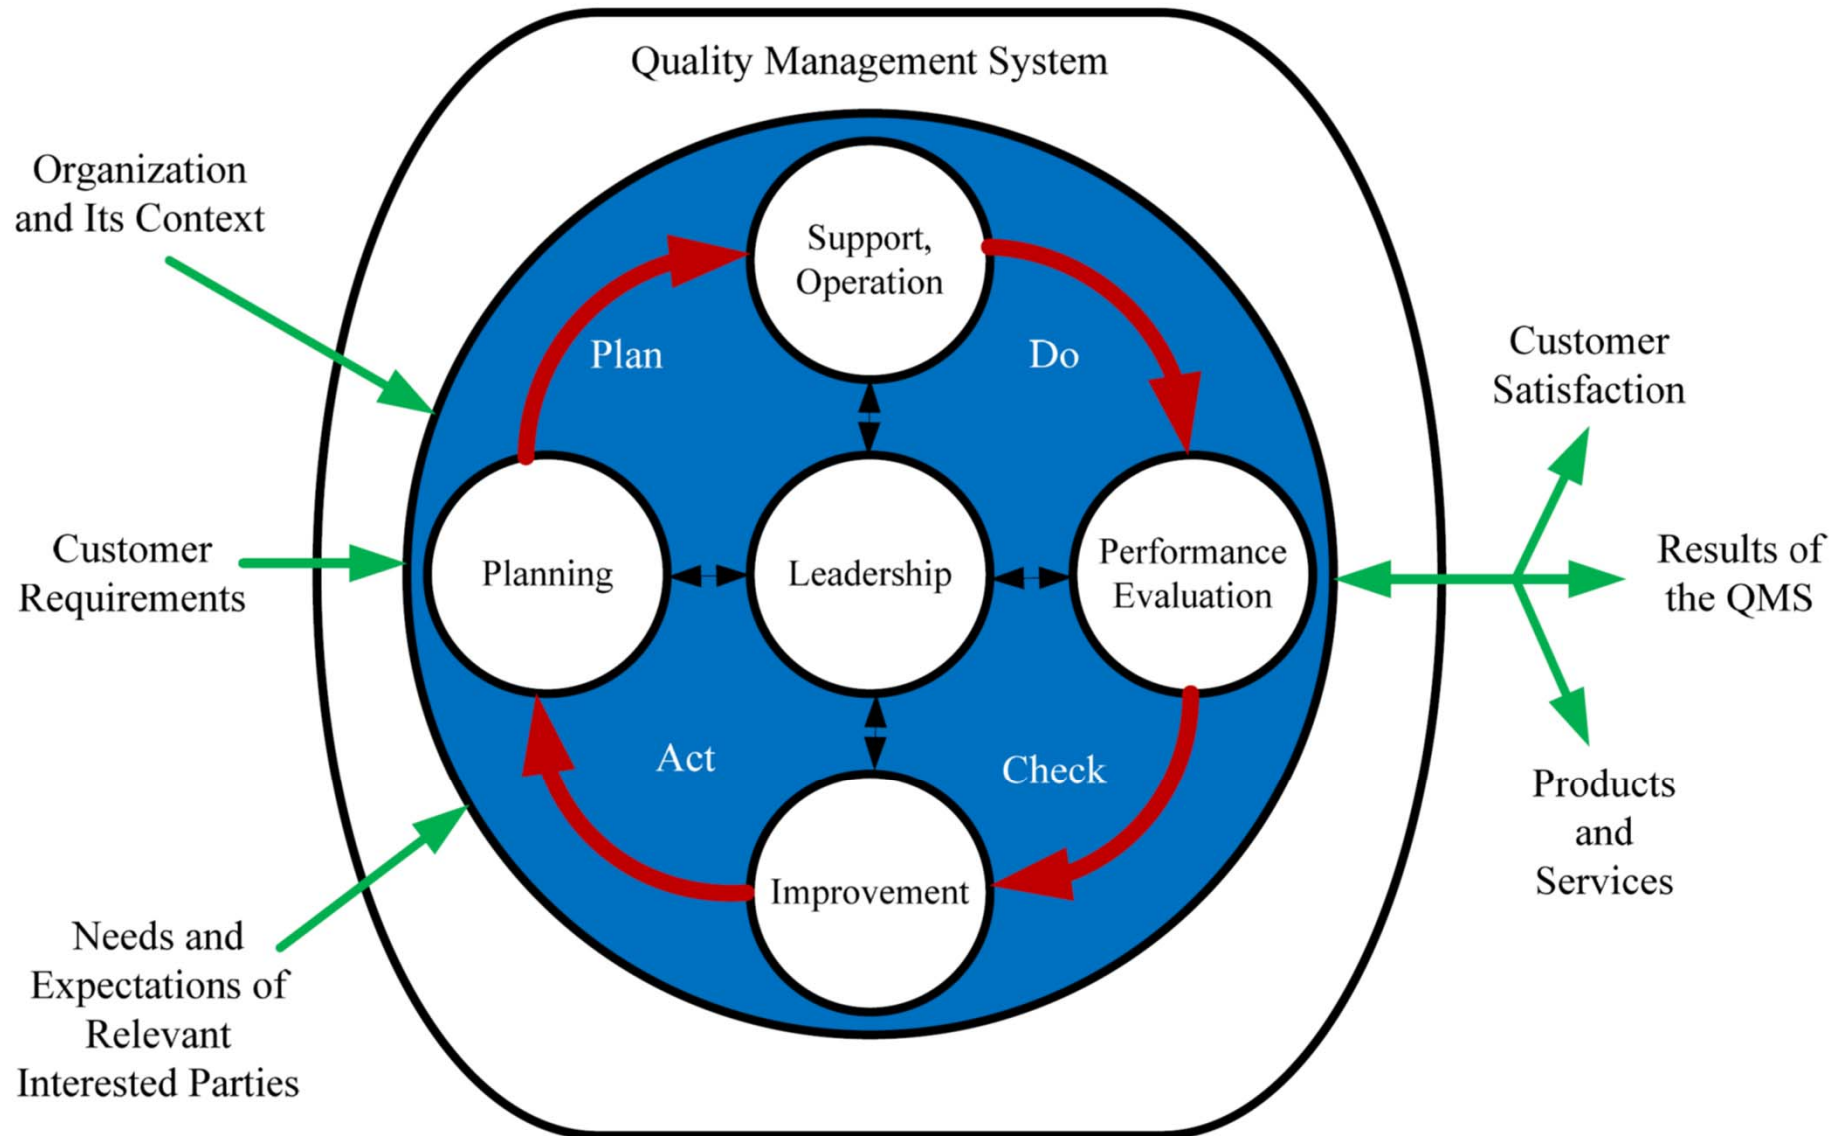 Quality Management System
Organization
and Its Context
Support,
Operation
Plan
Do
Customer
Satisfaction
Customer
Requirements
Planning
Leadership
Performance
Evaluation
Results of
the QMS
Act
Check
Products
and
Services
Improvement
Needs and
Expectations of
Relevant
Interested Parties